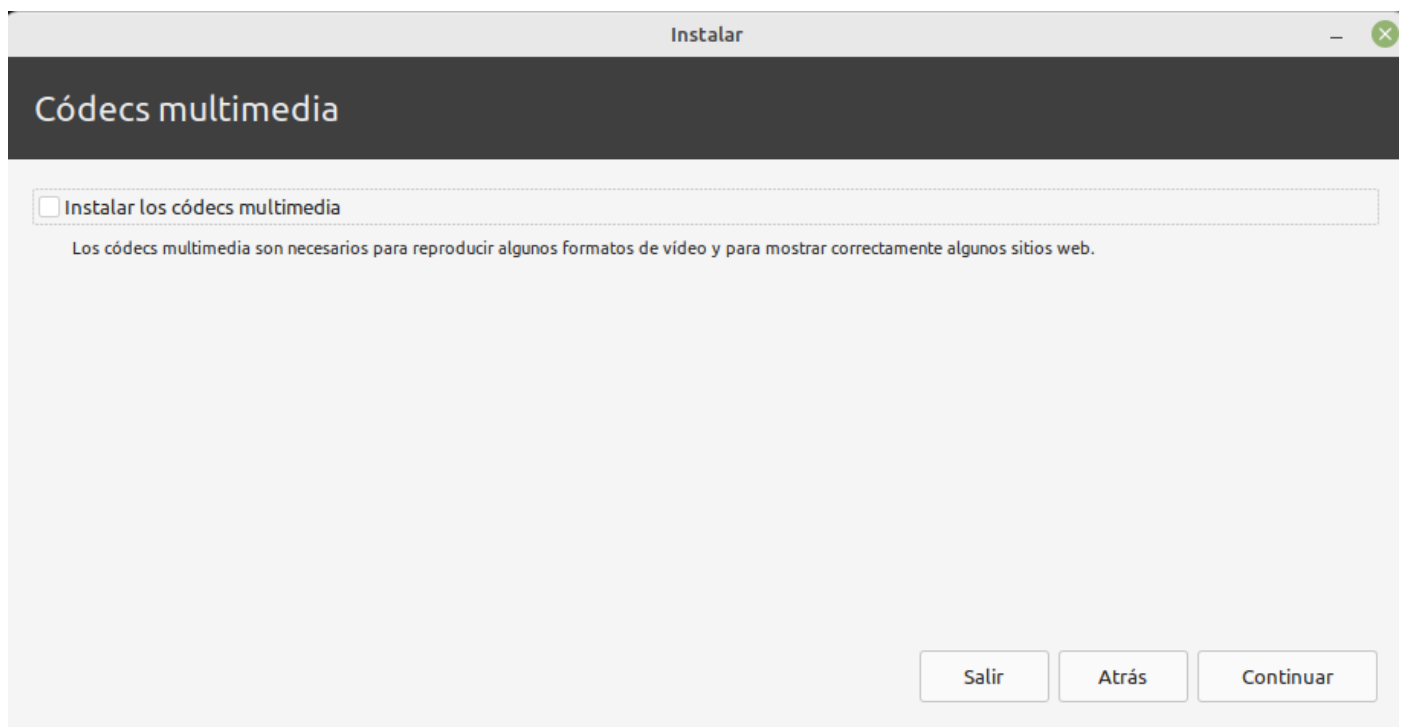 Instalar
Códecs multimedia
Instalar los códecs multimedia
Los códecs multimedia son necesarios para reproducir algunos formatos de vídeo y para mostrar correctamente algunos sitios web.
Salir Atrás Continuar